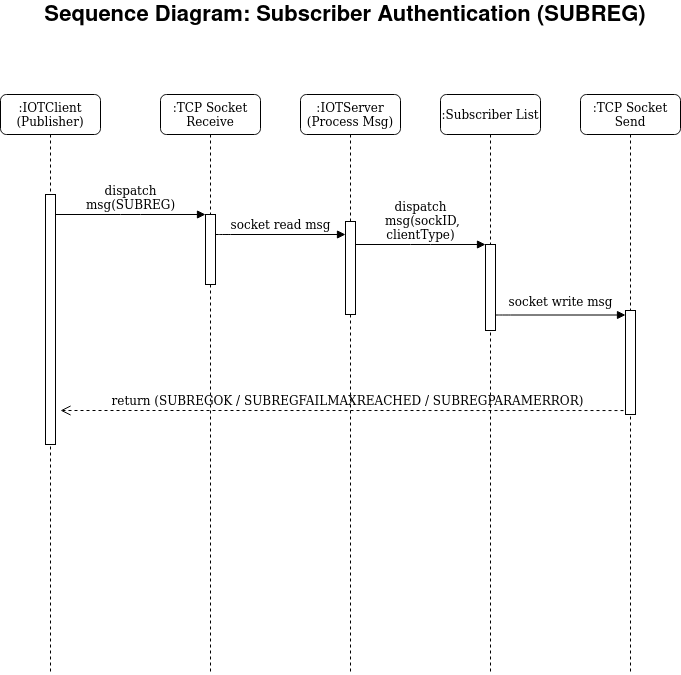 Sequence Diagram: Subscriber Authentication (SUBREG)
:IOTClient
(Publisher)
:TCP Socket
Receive
:IOTServer
(Process Msg)
:Subscriber List
:TCP Socket
Send
dispatch
msg(SUBREG)
socket read msg
dispatch
msg(sockID,
clientType)
socket write msg
return (SUBREGOK / SUBREGFAILMAXREACHED / SUBREGPARAMERROR)